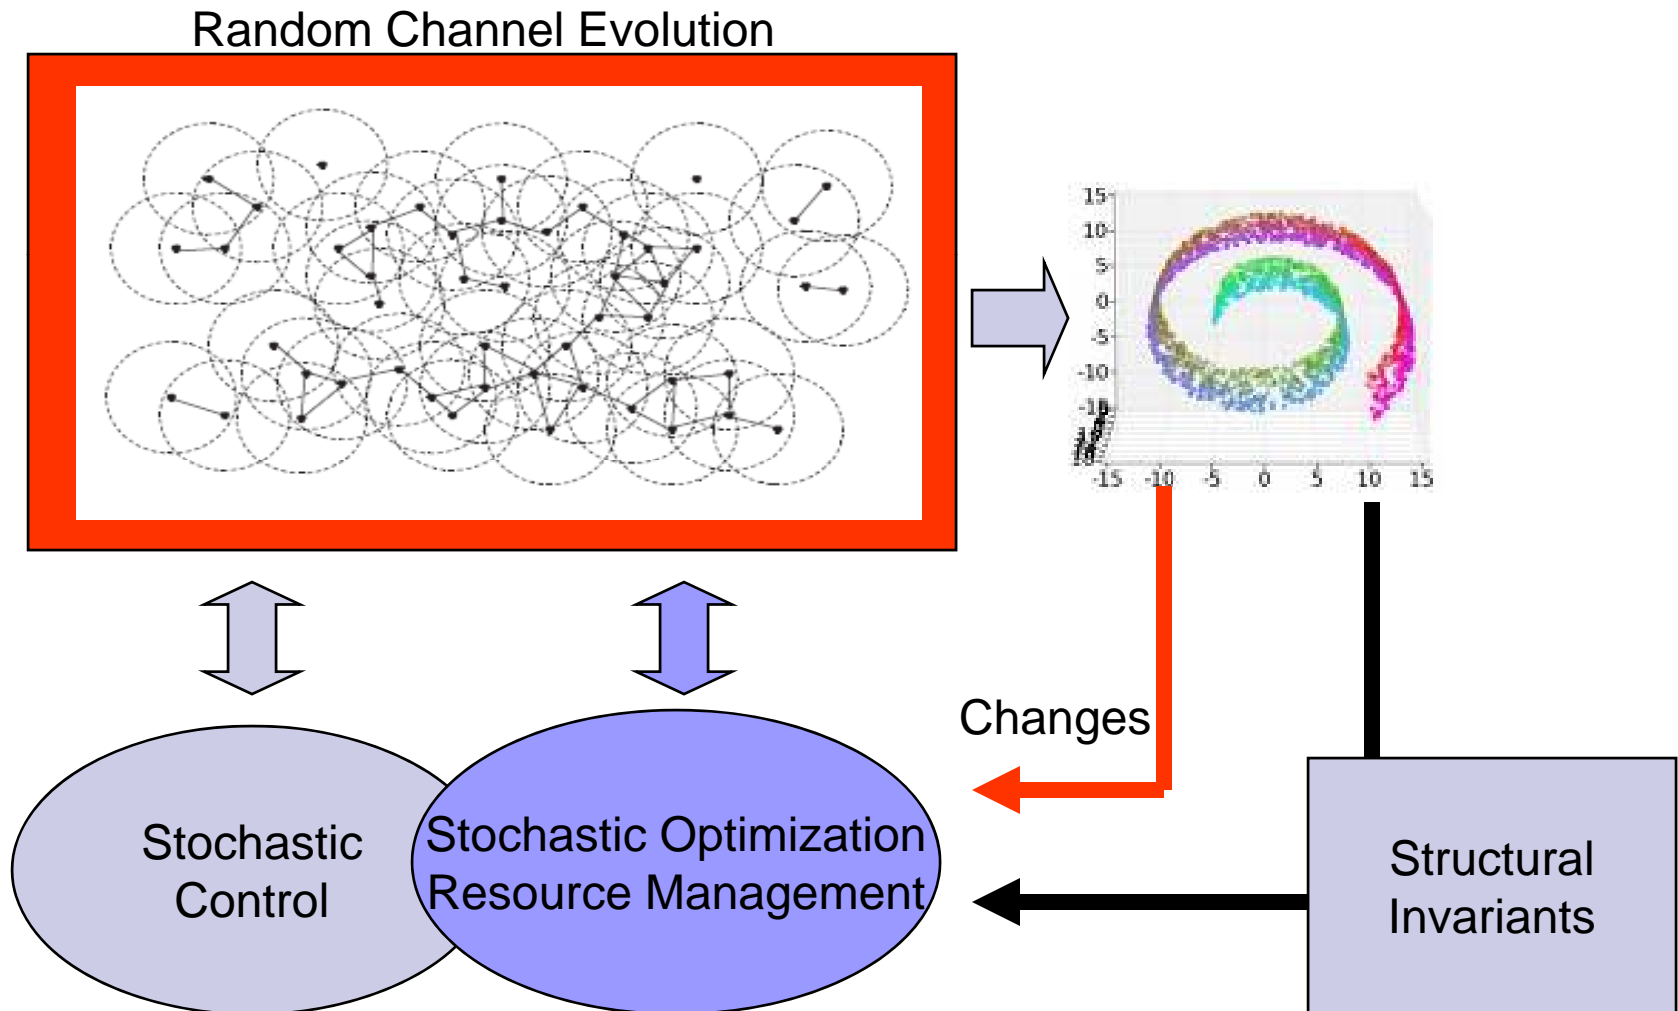 Random Channel Evolution
15
10
5
0
-5
-10
-15
-15 -10 -5 0 5 10 15
Changes
Stochastic
Control
Stochastic Optimization
Resource Management
Structural
Invariants